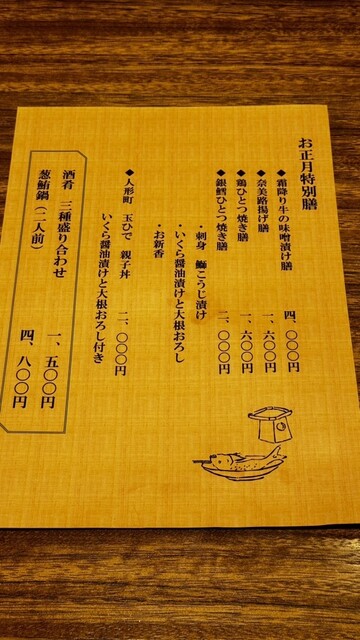 お正月特別膳
◆霜降り牛の味噌漬け膳 四、〇〇〇円
◆奈美路揚げ膳 一、六〇〇円
◆鶏ひとつ焼き膳 一、六〇〇円
◆銀鱈ひとつ焼き膳 二、〇〇〇円
・刺身 鰤こうじ漬け
・いくら醤油漬けと大根おろし
・お新香
◆人形町 玉ひで 親子丼 二、〇〇〇円
いくら醤油漬けと大根おろし付き
酒肴 三種盛り合わせ 一、五〇〇円
葱鮪鍋(二人前) 四、八〇〇円